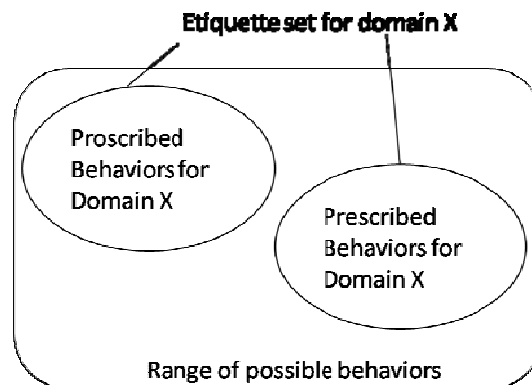 Etiquette set for domain X
Proscribed
Behaviors for
Domain X
Prescribed
Behaviors for
Domain X
Range of possible behaviors